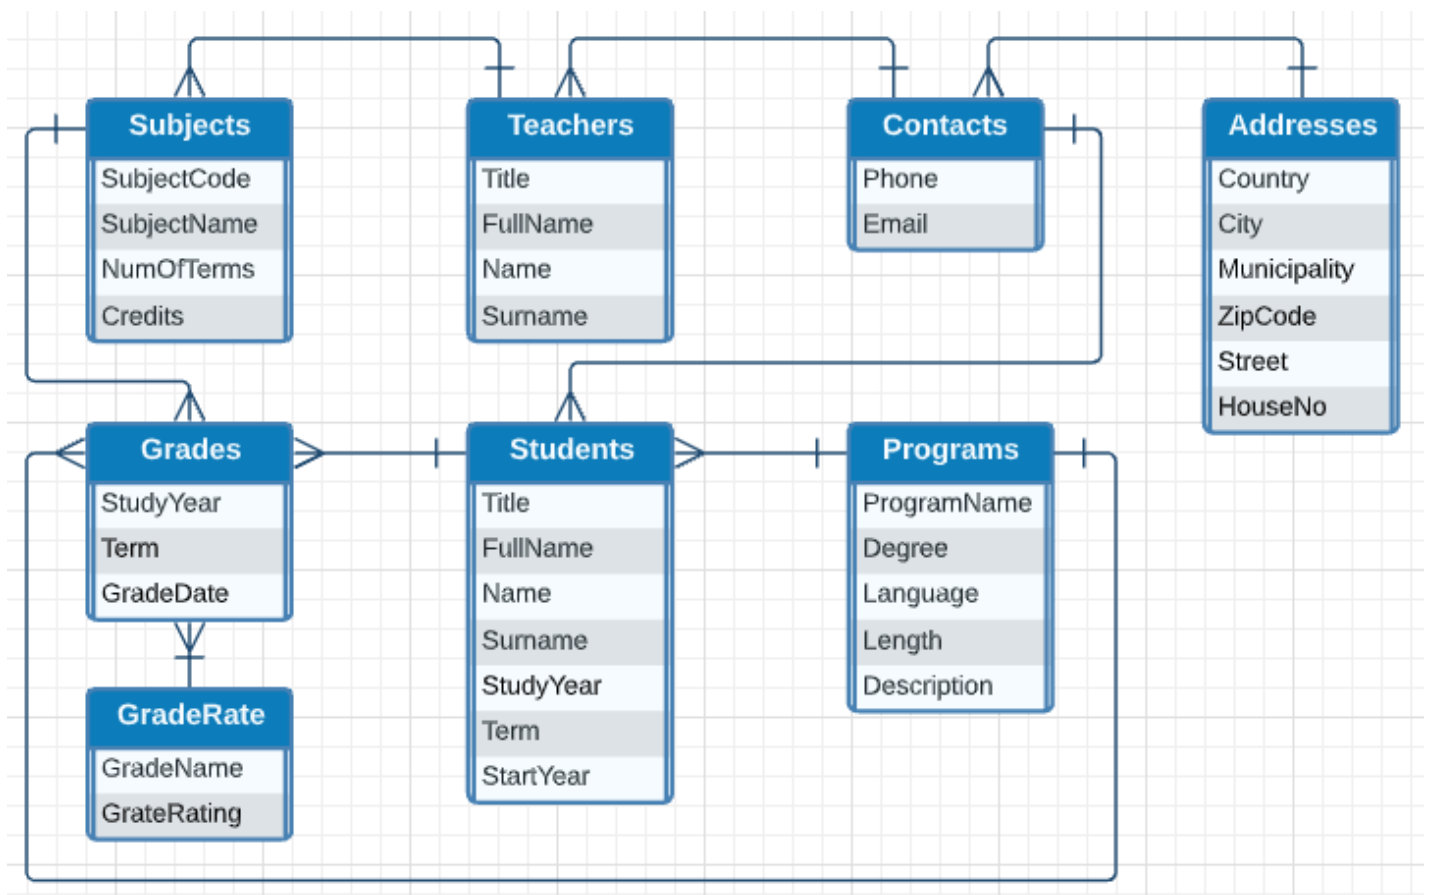 Subjects
SubjectCode
SubjectName
NumOfTerms
Credits
Teachers
Title
FullName
Name
Surname
Contacts
Phone
Email
Addresses
Country
City
Municipality
ZipCode
Street
HouseNo
Grades
StudyYear
Term
GradeDate
Students
Title
FullName
Name
Surname
StudyYear
Term
StartYear
Programs
ProgramName
Degree
Language
Length
Description
GradeRate
GradeName
GrateRating